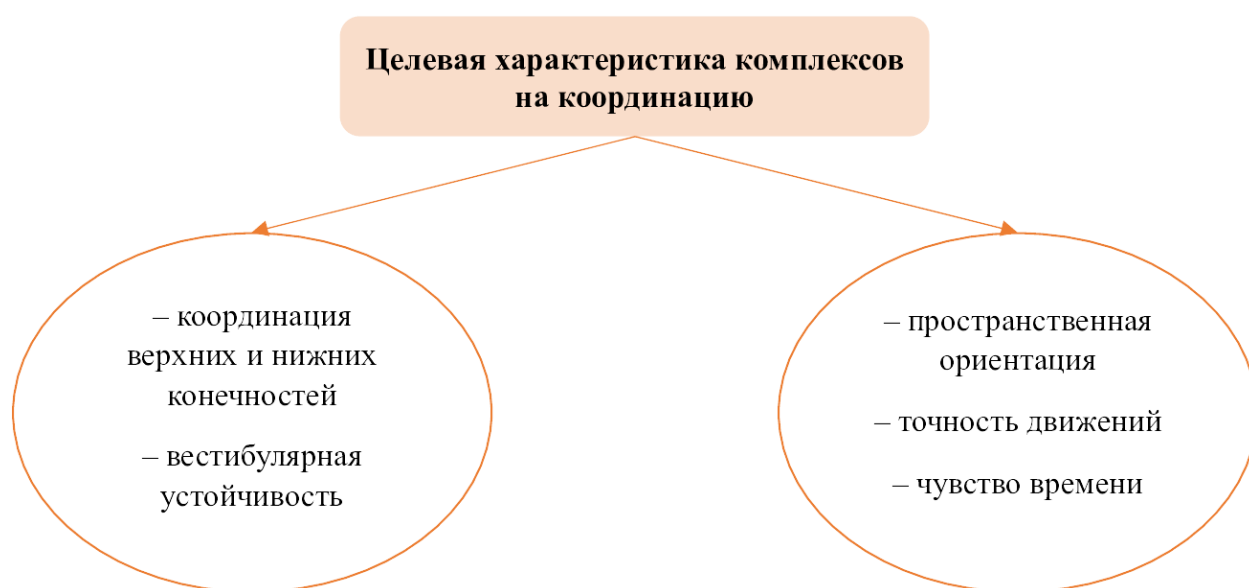 Целевая характеристика комплексов
на координацию
– координация
верхних и нижних
конечностей
– вестибулярная
устойчивость
– пространственная
ориентация
– точность движений
– чувство времени